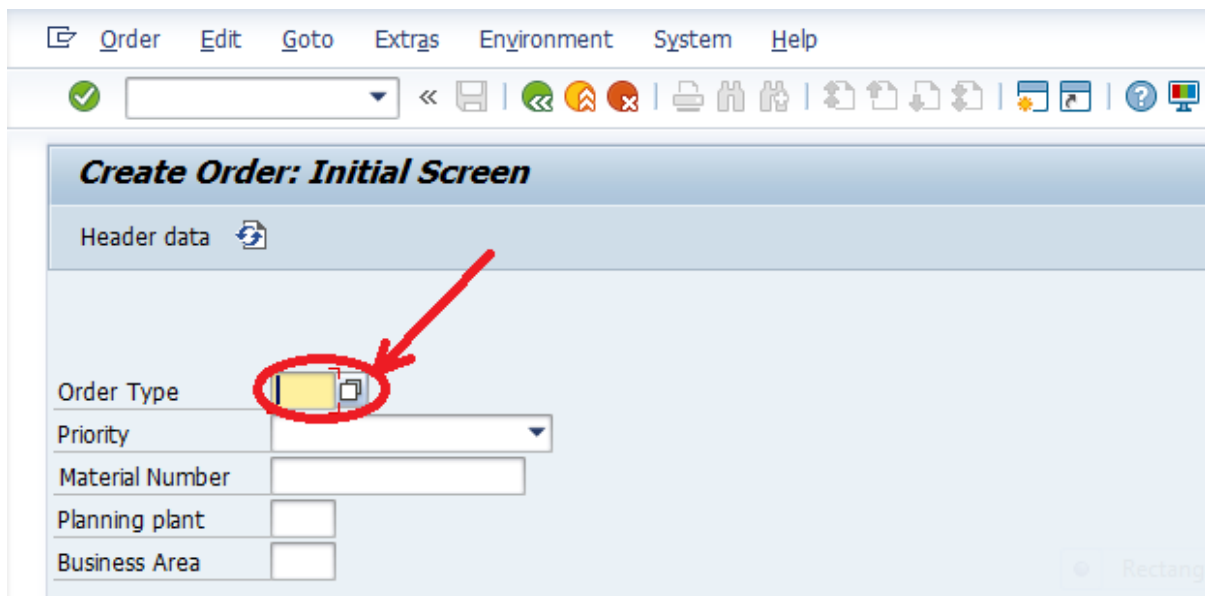 Order Edit Goto Extras Environment System Help
Create Order: Initial Screen
Header data
Order Type
Priority
Material Number
Planning plant
Business Area
Rectang